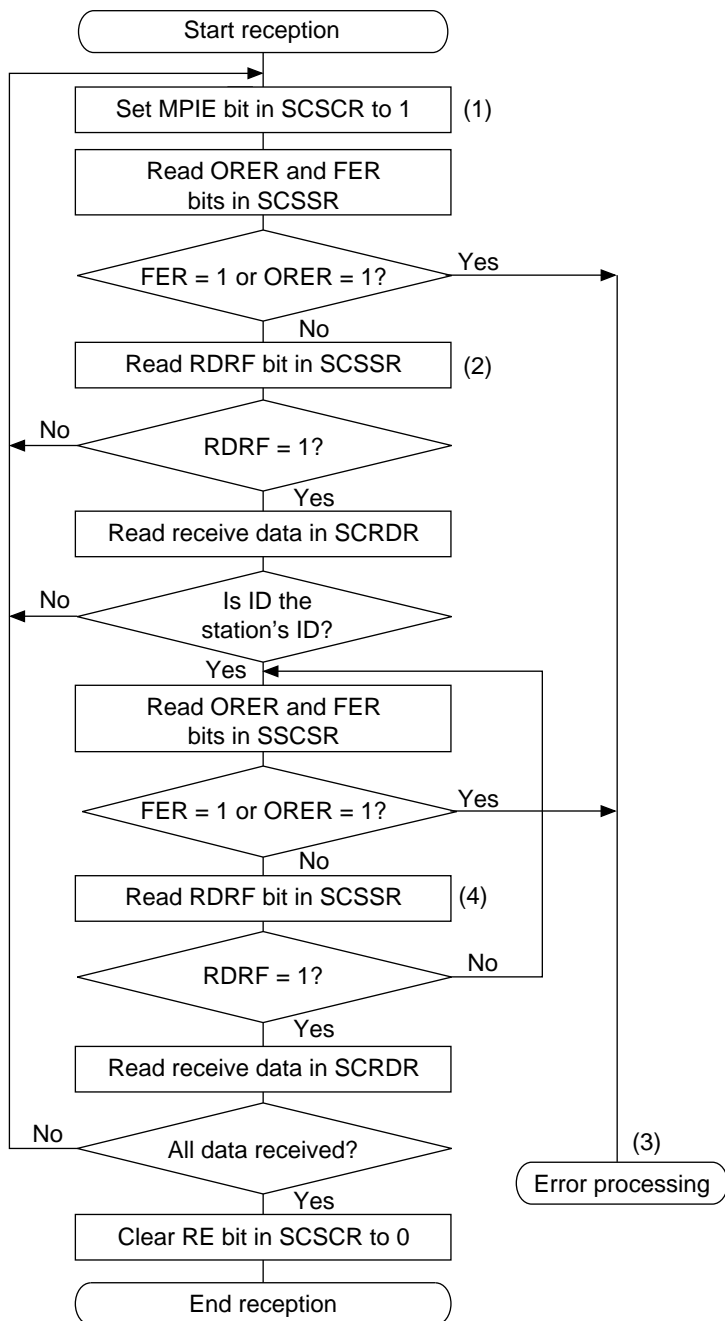 Start reception
Set MPIE bit in SCSCR to 1
(1)
Read ORER and FER
bits in SCSSR
FER = 1 or ORER = 1?
Yes
No
Read RDRF bit in SCSSR
(2)
No
RDRF = 1?
Yes
Read receive data in SCRDR
No
Is ID the
station's ID?
Yes
Read ORER and FER
bits in SSCSR
FER = 1 or ORER = 1?
Yes
No
Read RDRF bit in SCSSR
(4)
RDRF = 1?
No
Yes
Read receive data in SCRDR
No
All data received?
(3)
Error processing
Yes
Clear RE bit in SCSCR to 0
End reception